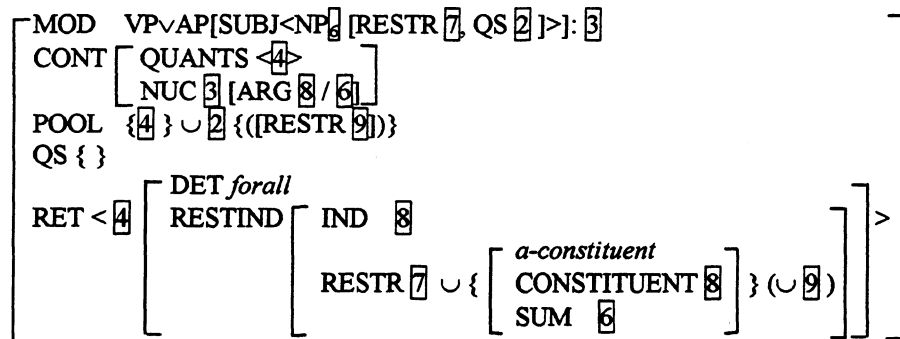 MOD VP∨AP[SUBJ<NP6 [RESTR 7, QS 2 ]>]: 3
CONT QUANTS <4>
NUC 3 [ARG 8 / 6]
POOL {4 } ∪ 2 {([RESTR 9])}
QS { }
DET forall
RET < 4 RESTIND IND 8 >
a-constituent
RESTR 7 ∪ { CONSTITUENT 8 } (∪ 9 )
SUM 6